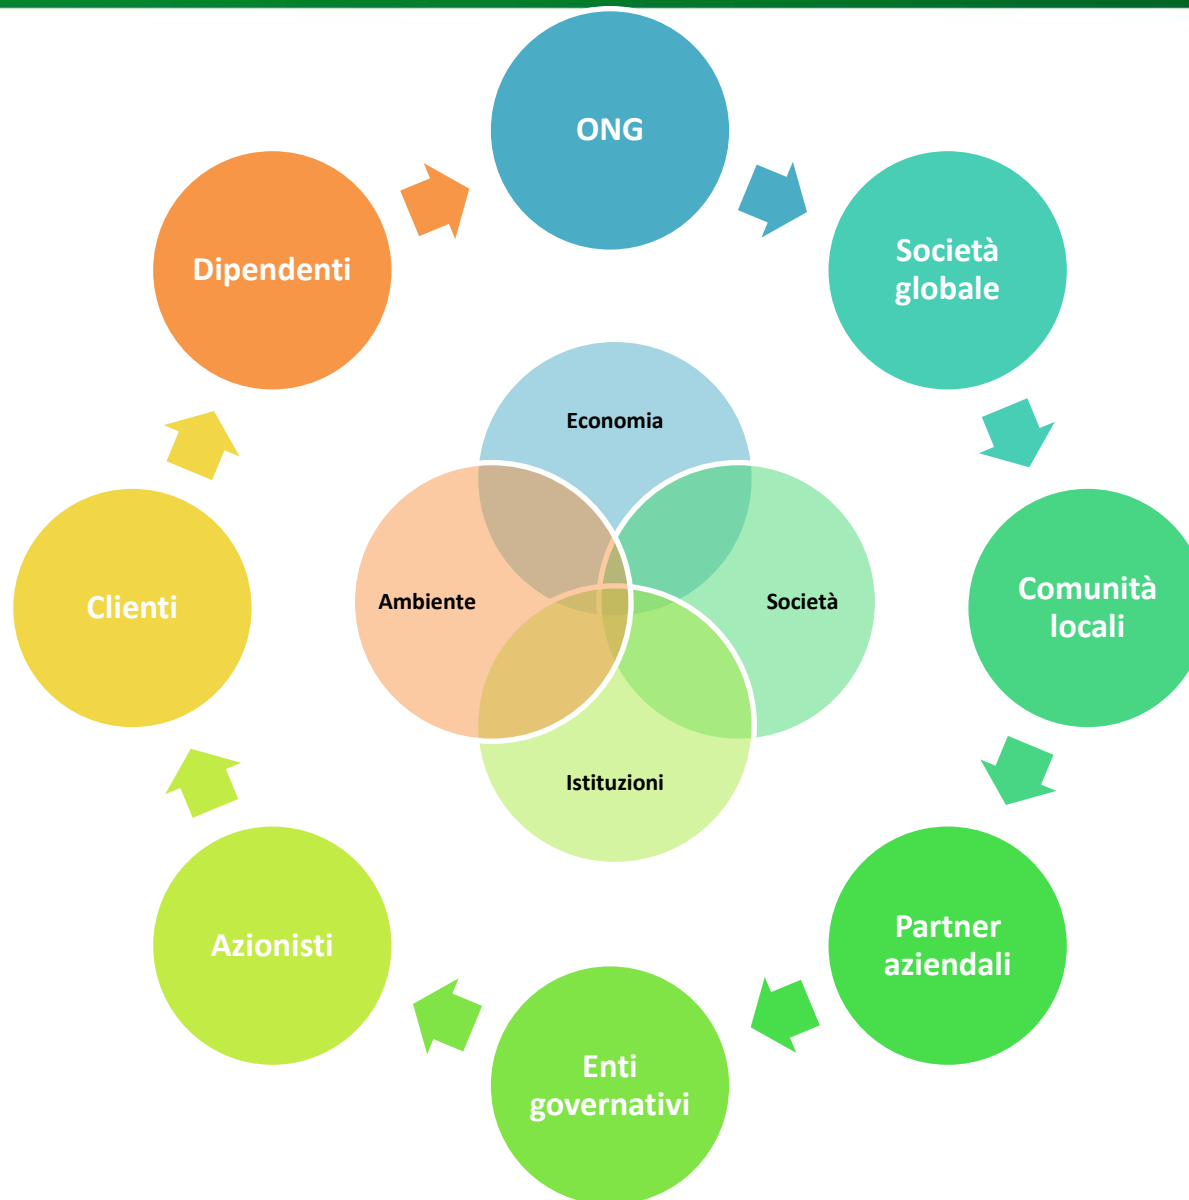 ONG
Società
globale
Dipendenti
Economia
Ambiente
Società
Istituzioni
Clienti
Comunità
locali
Azionisti
Partner
aziendali
Enti
governativi